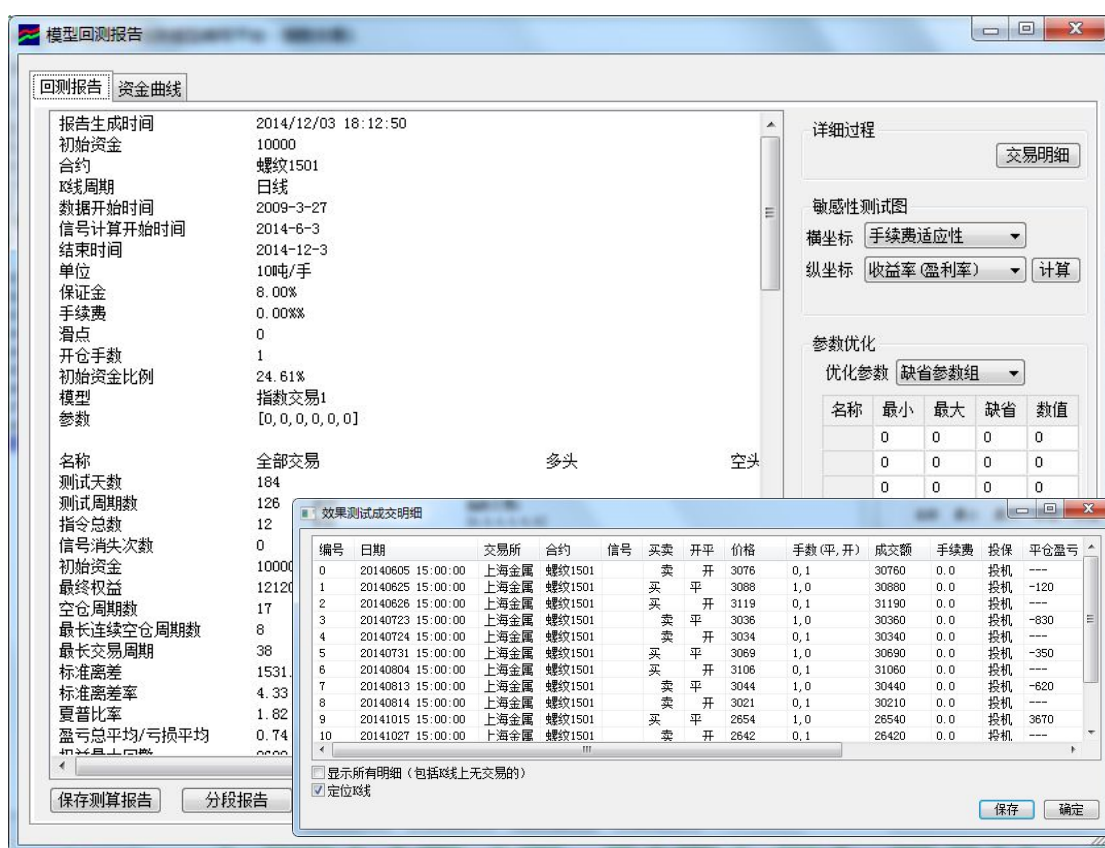 模型回测报告
回测报告 资金曲线
报告生成时间 2014/12/03 18:12:50
初始资金 10000
合约 螺纹1501
K线周期 日线
数据开始时间 2009-3-27
信号计算开始时间 2014-6-3
结束时间 2014-12-3
单位 10吨/手
保证金 8.00%
手续费 0.00%%
滑点 0
开仓手数 1
初始资金比例 24.61%
模型 指数交易1
参数 [0,0,0,0,0,0]
名称 全部交易 多头 空头
测试天数 184
测试周期数 126
指令总数 12
信号消失次数 0
初始资金 10000
最终权益 12120
空仓周期数 17
最长连续空仓周期数 8
最长交易周期 38
标准离差 1531.
标准离差率 4.33
夏普比率 1.82
盈亏总平均/亏损平均 0.74
保存测算报告 分段报告
详细过程
交易明细
敏感性测试图
横坐标 手续费适应性
纵坐标 收益率(盈利率) 计算
参数优化
优化参数 缺省参数组
名称 最小 最大 缺省 数值
0 0 0 0
0 0 0 0
0 0 0 0
效果测试成交明细
编号 日期 交易所 合约 信号 买卖 开平 价格 手数(平,开) 成交额 手续费 投保 平仓盈亏
0 20140605 15:00:00 上海金属 螺纹1501 卖 开 3076 0,1 30760 0.0 投机 ---
1 20140625 15:00:00 上海金属 螺纹1501 买 平 3088 1,0 30880 0.0 投机 -120
2 20140626 15:00:00 上海金属 螺纹1501 买 开 3119 0,1 31190 0.0 投机 ---
3 20140723 15:00:00 上海金属 螺纹1501 卖 平 3036 1,0 30360 0.0 投机 -830
4 20140724 15:00:00 上海金属 螺纹1501 卖 开 3034 0,1 30340 0.0 投机 ---
5 20140731 15:00:00 上海金属 螺纹1501 买 平 3069 1,0 30690 0.0 投机 -350
6 20140804 15:00:00 上海金属 螺纹1501 买 开 3106 0,1 31060 0.0 投机 ---
7 20140813 15:00:00 上海金属 螺纹1501 卖 平 3044 1,0 30440 0.0 投机 -620
8 20140814 15:00:00 上海金属 螺纹1501 卖 开 3021 0,1 30210 0.0 投机 ---
9 20141015 15:00:00 上海金属 螺纹1501 买 平 2654 1,0 26540 0.0 投机 3670
10 20141027 15:00:00 上海金属 螺纹1501 卖 开 2642 0,1 26420 0.0 投机 ---
显示所有明细（包括K线上无交易的）
定位K线
保存 确定